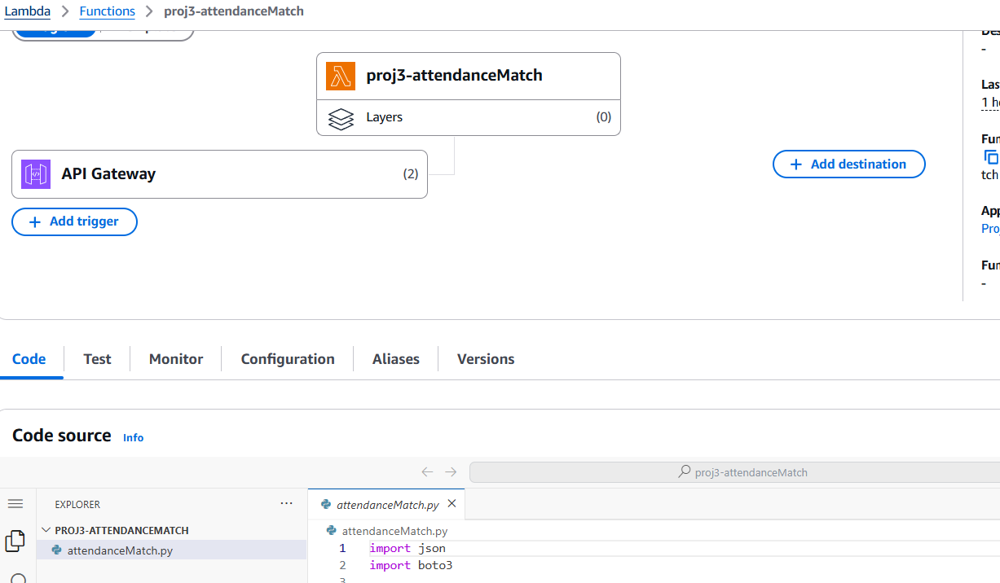 Lambda > Functions > proj3-attendanceMatch
proj3-attendanceMatch
Layers (0)
API Gateway (2)
+ Add destination
+ Add trigger
-
Las
1 h
Fun
tch
App
Pro
Fun
-
Code Test Monitor Configuration Aliases Versions
Code source Info
proj3-attendanceMatch
EXPLORER ...
attendanceMatch.py
PROJ3-ATTENDANCEMATCH
attendanceMatch.py
attendanceMatch.py
1 import json
2 import boto3
3